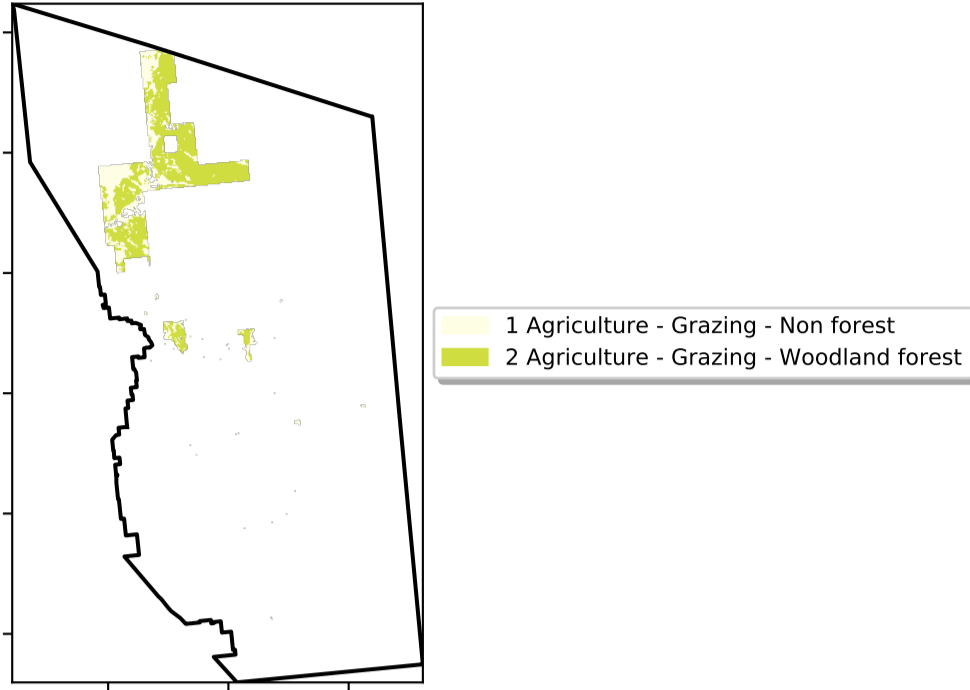 1 Agriculture - Grazing - Non forest
2 Agriculture - Grazing - Woodland forest